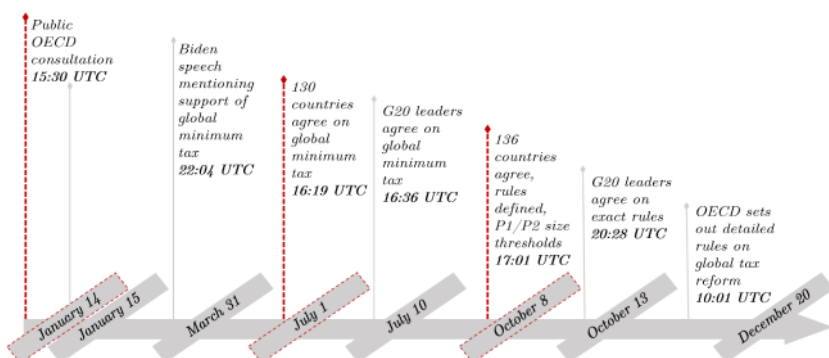 Public
OECD
consultation
15:30 UTC
Biden
speech
mentioning
support of
global
minimum
tax
22:04 UTC
130
countries
agree on
global
minimum
tax
16:19 UTC
G20 leaders
agree on
global
minimum
tax
16:36 UTC
136
countries
agree,
rules
defined,
P1/P2 size
thresholds
17:01 UTC
G20 leaders
agree on
exact rules
20:28 UTC
OECD sets
out detailed
rules on
global tax
reform
10:01 UTC
January 14
January 15
March 31
July 1
July 10
October 8
October 13
December 20